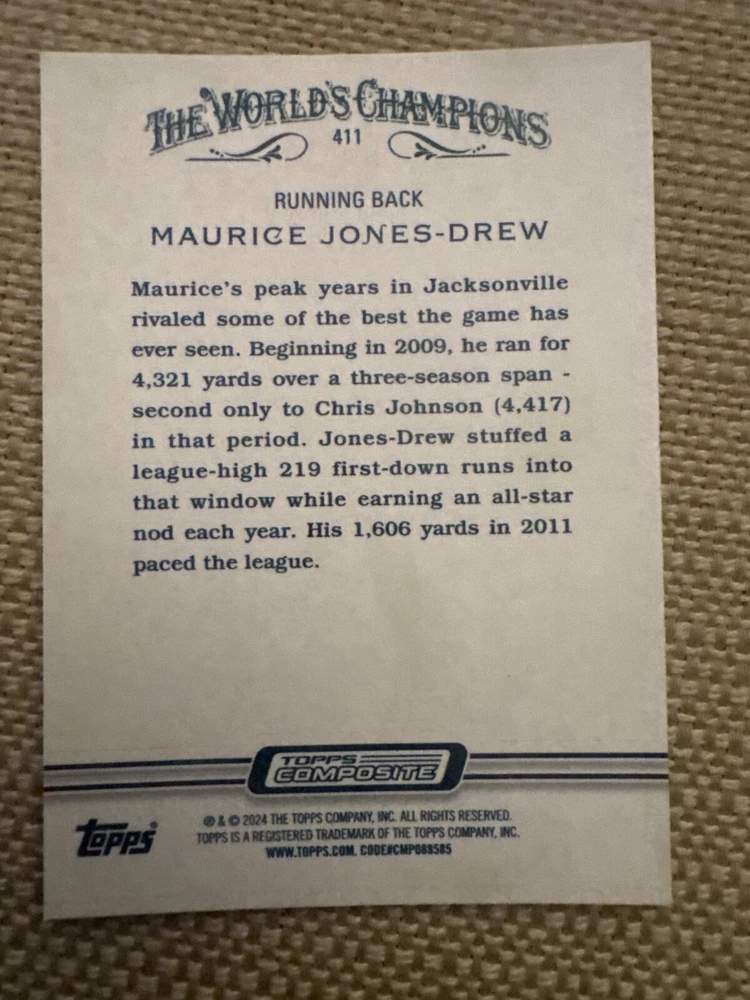 THE WORLD'S CHAMPIONS
411
RUNNING BACK
MAURICE JONES-DREW
Maurice's peak years in Jacksonville
rivaled some of the best the game has
ever seen. Beginning in 2009, he ran for
4,321 yards over a three-season span -
second only to Chris Johnson (4,417)
in that period. Jones-Drew stuffed a
league-high 219 first-down runs into
that window while earning an all-star
nod each year. His 1,606 yards in 2011
paced the league.
TOPPS
COMPOSITE
Topps®
℗ & © 2024 THE TOPPS COMPANY, INC. ALL RIGHTS RESERVED.
TOPPS IS A REGISTERED TRADEMARK OF THE TOPPS COMPANY, INC.
WWW.TOPPS.COM. CODE#CMP068585